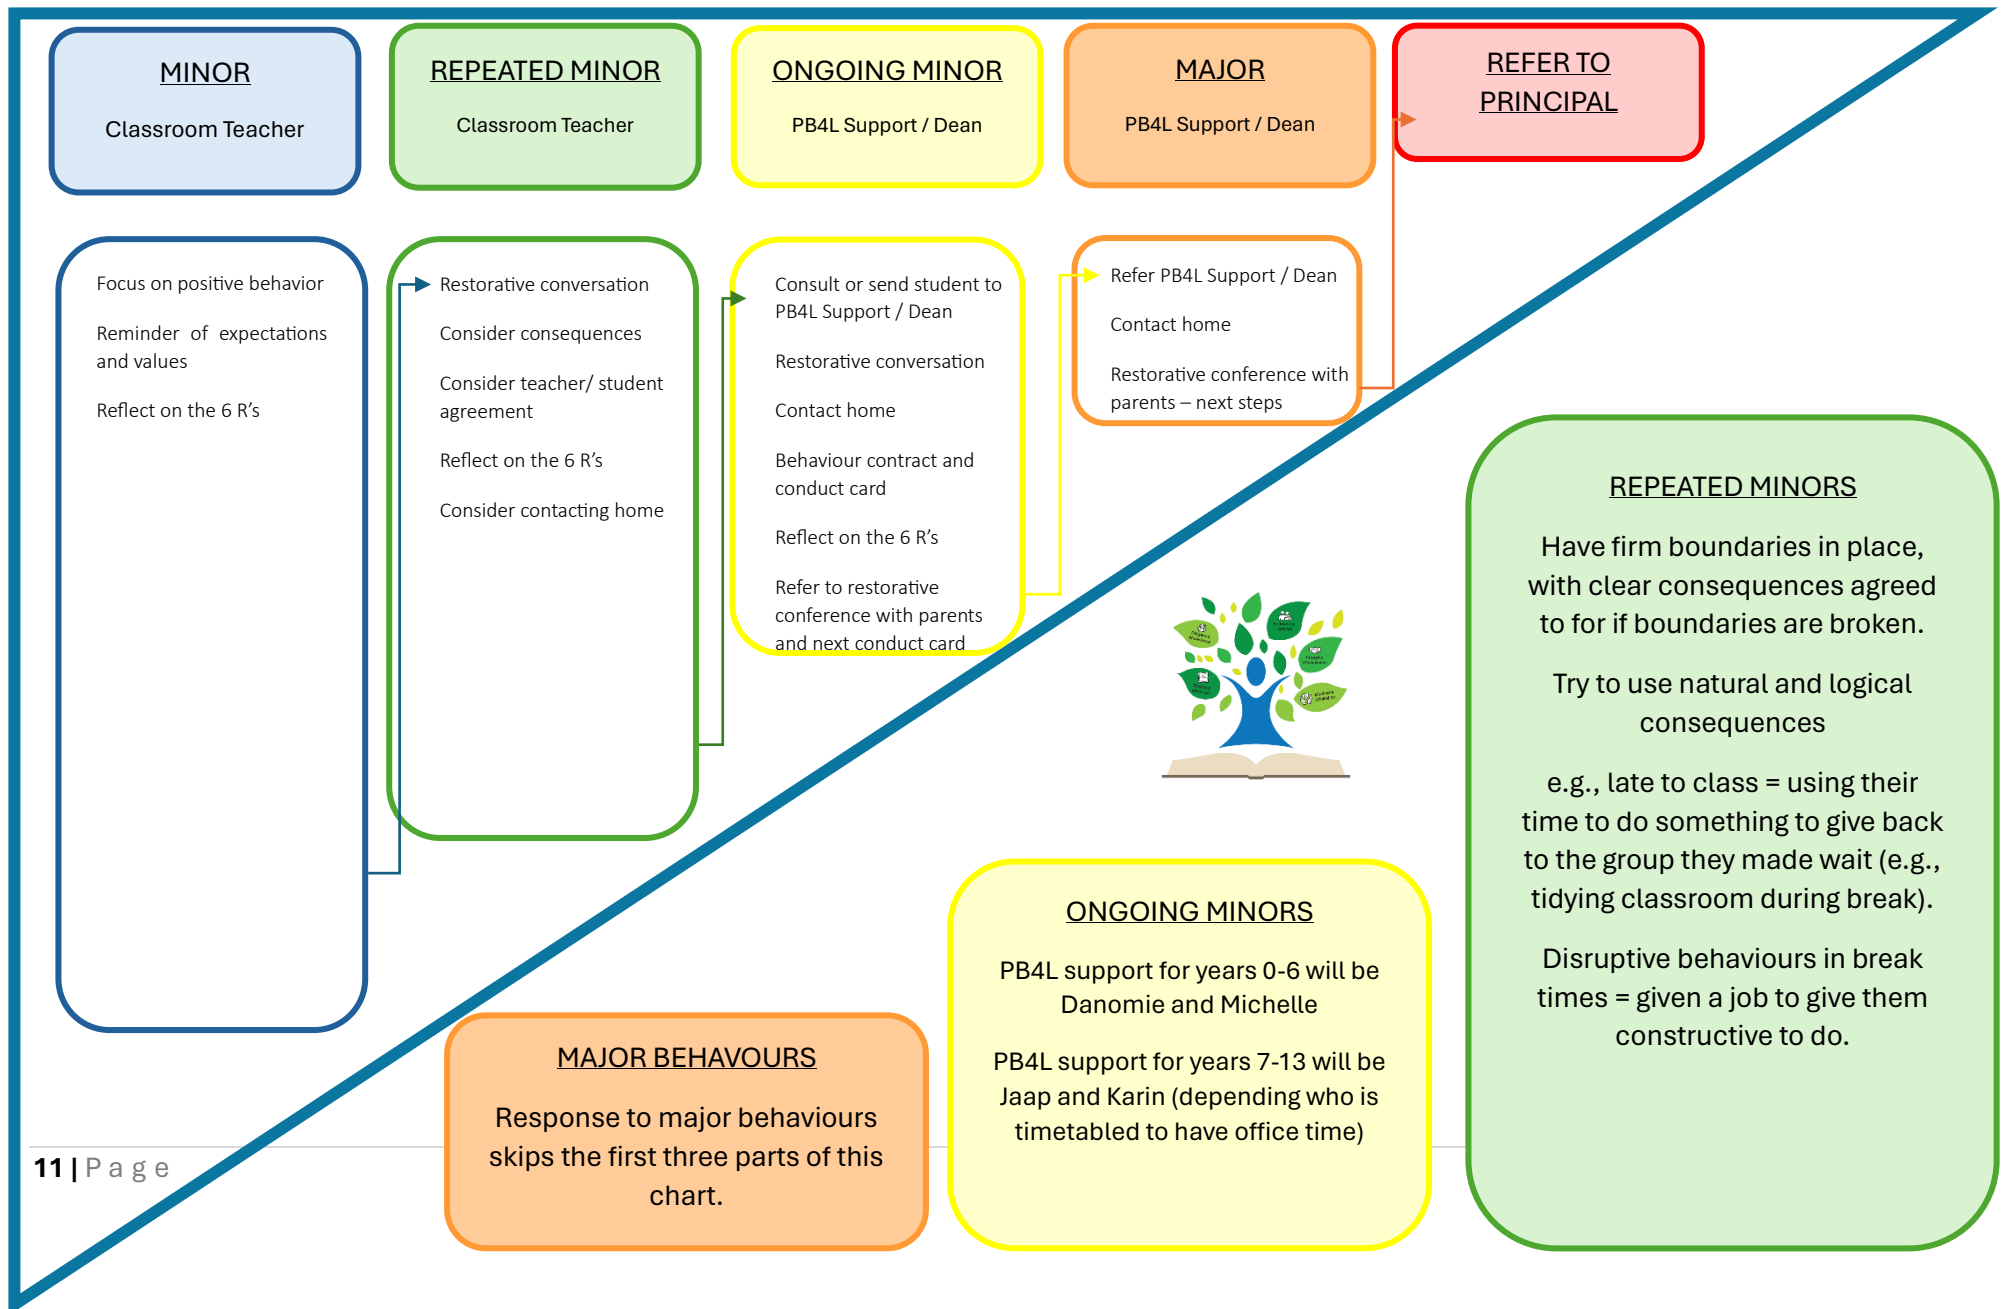 MINOR
Classroom Teacher
REPEATED MINOR
Classroom Teacher
ONGOING MINOR
PB4L Support / Dean
MAJOR
PB4L Support / Dean
REFER TO
PRINCIPAL
Focus on positive behavior
Reminder of expectations
and values
Reflect on the 6 R's
Restorative conversation
Consider consequences
Consider teacher/ student
agreement
Reflect on the 6 R's
Consider contacting home
Consult or send student to
PB4L Support / Dean
Restorative conversation
Contact home
Behaviour contract and
conduct card
Reflect on the 6 R's
Refer to restorative
conference with parents
and next conduct card
Refer PB4L Support / Dean
Contact home
Restorative conference with
parents – next steps
REPEATED MINORS
Have firm boundaries in place,
with clear consequences agreed
to for if boundaries are broken.
Try to use natural and logical
consequences
e.g., late to class = using their
time to do something to give back
to the group they made wait (e.g.,
tidying classroom during break).
Disruptive behaviours in break
times = given a job to give them
constructive to do.
ONGOING MINORS
PB4L support for years 0-6 will be
Danomie and Michelle
PB4L support for years 7-13 will be
Jaap and Karin (depending who is
timetabled to have office time)
MAJOR BEHAVOURS
Response to major behaviours
skips the first three parts of this
chart.
11 | Page